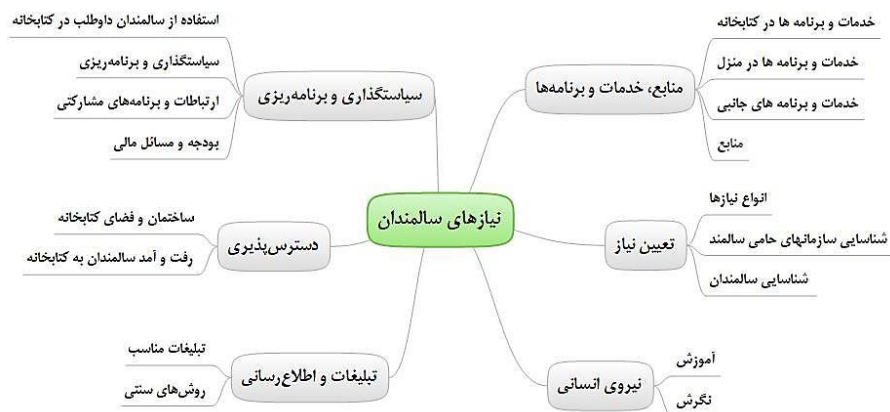 نیازهای سالمندان
منابع، خدمات و برنامه‌ها
خدمات و برنامه ها در کتابخانه
خدمات و برنامه ها در منزل
خدمات و برنامه های جانبی
منابع
تعیین نیاز
انواع نیازها
شناسایی سازمانهای حامی سالمند
شناسایی سالمندان
نیروی انسانی
آموزش
نگرش
سیاستگذاری و برنامه‌ریزی
استفاده از سالمندان داوطلب در کتابخانه
سیاستگذاری و برنامه‌ریزی
ارتباطات و برنامه‌های مشارکتی
بودجه و مسائل مالی
دسترس‌پذیری
ساختمان و فضای کتابخانه
رفت و آمد سالمندان به کتابخانه
تبلیغات و اطلاع‌رسانی
تبلیغات مناسب
روش‌های سنتی